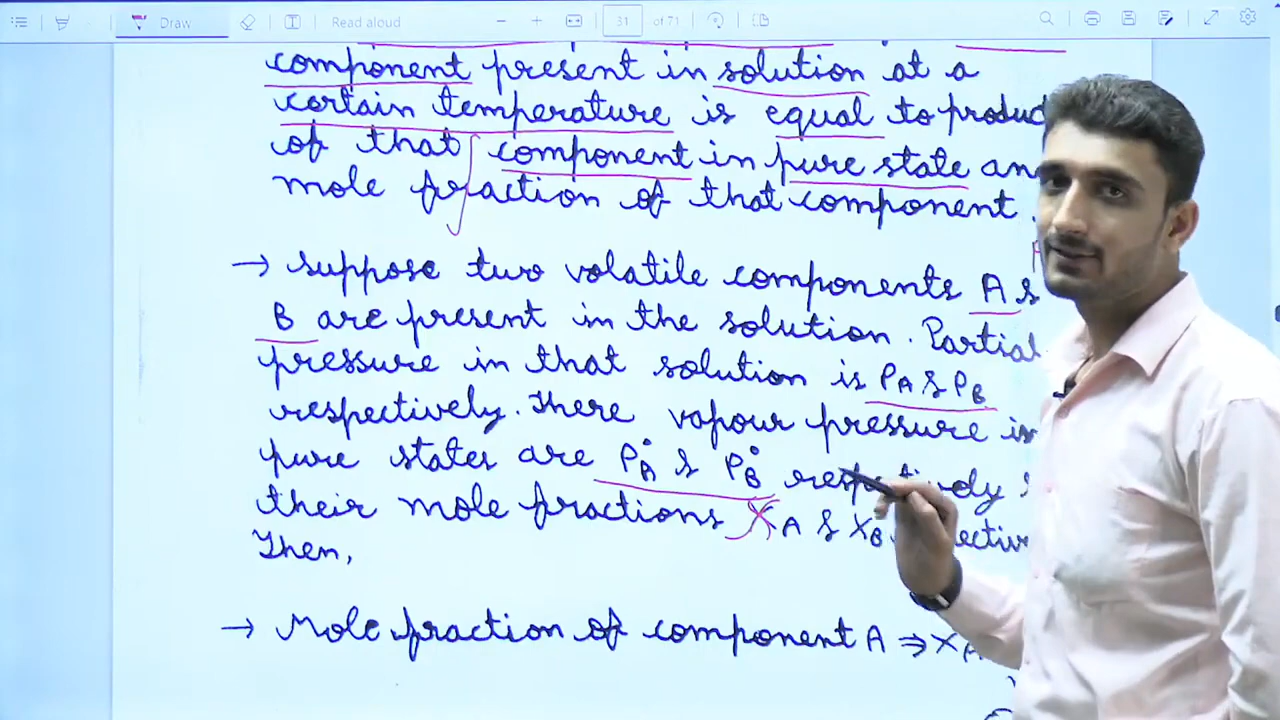 Draw
Read aloud
31 of 71
component present in solution at a
certain temperature is equal to produc
of that component in pure state an
mole fraction of that component.
→ Suppose two volatile components A &
B are present in the solution. Partial
pressure in that solution is PA & PB
respectively. There vapour pressure in
pure states are P°A & P°B respectively &
their mole fractions XA & XB ective
Then,
→ Mole fraction of component A ⇒ XA